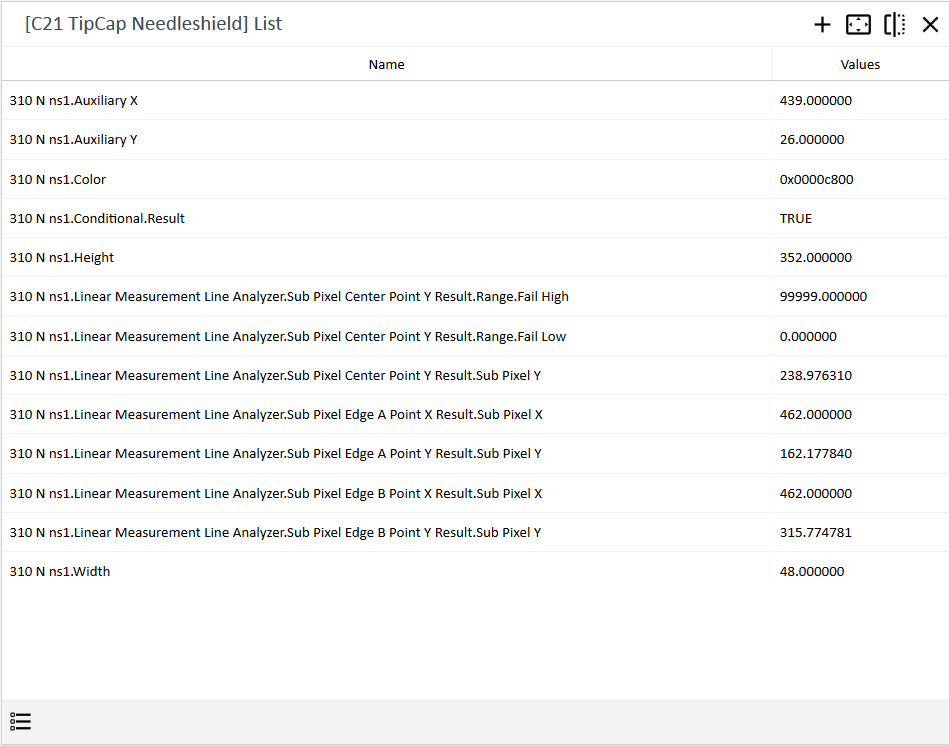 [C21 TipCap Needleshield] List
Name Values
310 N ns1.Auxiliary X 439.000000
310 N ns1.Auxiliary Y 26.000000
310 N ns1.Color 0x0000c800
310 N ns1.Conditional.Result TRUE
310 N ns1.Height 352.000000
310 N ns1.Linear Measurement Line Analyzer.Sub Pixel Center Point Y Result.Range.Fail High 99999.000000
310 N ns1.Linear Measurement Line Analyzer.Sub Pixel Center Point Y Result.Range.Fail Low 0.000000
310 N ns1.Linear Measurement Line Analyzer.Sub Pixel Center Point Y Result.Sub Pixel Y 238.976310
310 N ns1.Linear Measurement Line Analyzer.Sub Pixel Edge A Point X Result.Sub Pixel X 462.000000
310 N ns1.Linear Measurement Line Analyzer.Sub Pixel Edge A Point Y Result.Sub Pixel Y 162.177840
310 N ns1.Linear Measurement Line Analyzer.Sub Pixel Edge B Point X Result.Sub Pixel X 462.000000
310 N ns1.Linear Measurement Line Analyzer.Sub Pixel Edge B Point Y Result.Sub Pixel Y 315.774781
310 N ns1.Width 48.000000